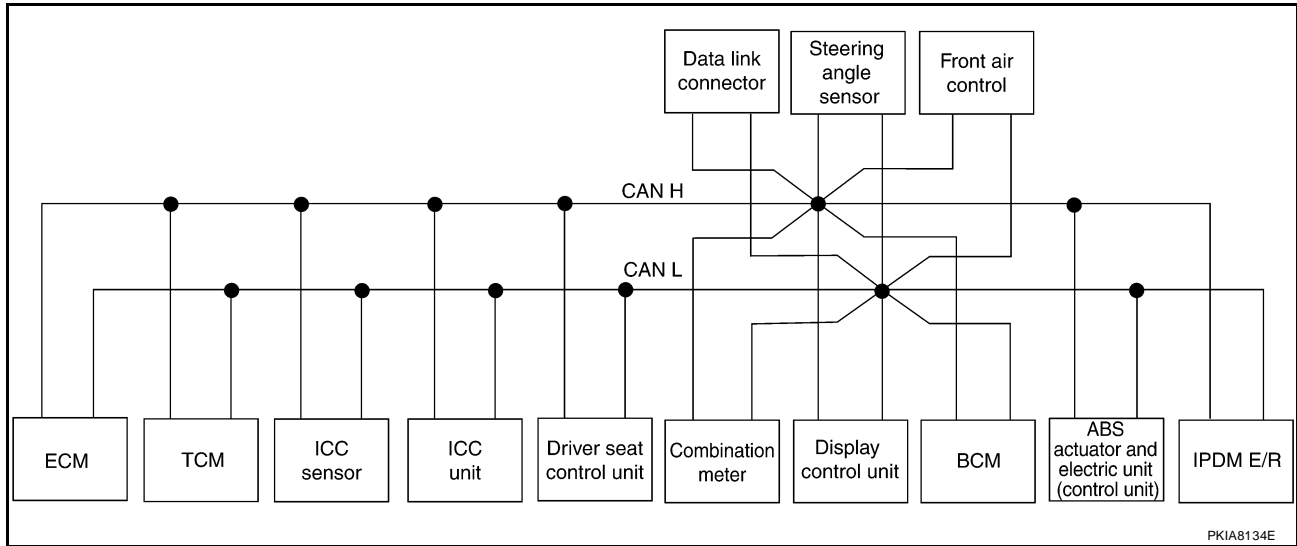 Data link
connector
Steering
angle
sensor
Front air
control
CAN H
CAN L
ECM
TCM
ICC
sensor
ICC
unit
Driver seat
control unit
Combination
meter
Display
control unit
BCM
ABS
actuator and
electric unit
(control unit)
IPDM E/R
PKIA8134E